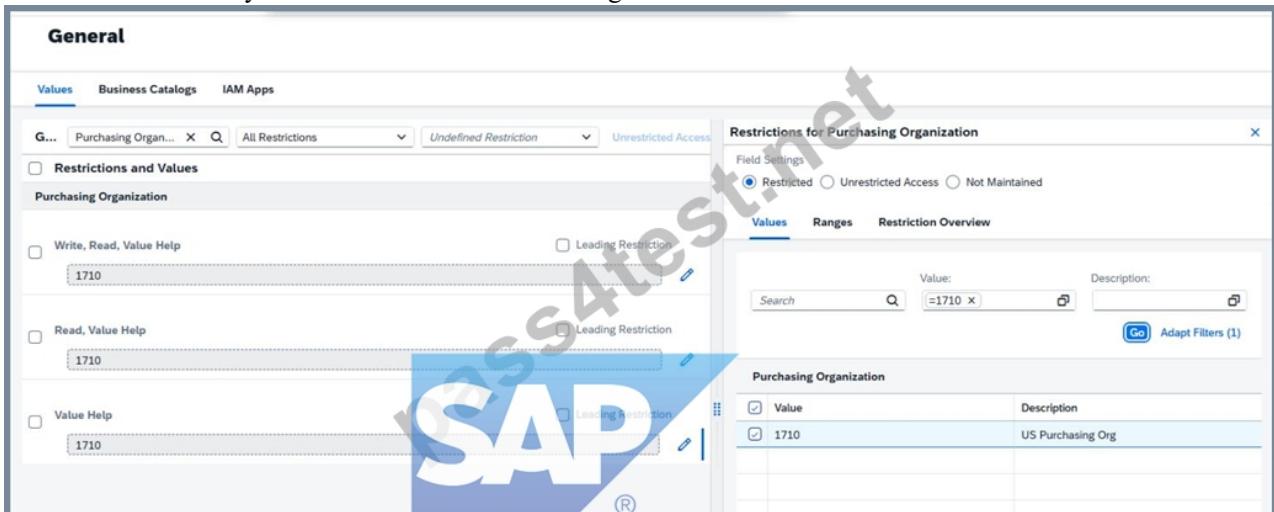 General
Values Business Catalogs IAM Apps
G... Purchasing Organ... All Restrictions Undefined Restriction Unrestricted Access
Restrictions and Values
Purchasing Organization
Write, Read, Value Help Leading Restriction
1710
Read, Value Help Leading Restriction
1710
Value Help Leading Restriction
1710
Restrictions for Purchasing Organization
Field Settings
Restricted Unrestricted Access Not Maintained
Values Ranges Restriction Overview
Value: Description:
Search =1710
Go Adapt Filters (1)
Purchasing Organization
Value Description
1710 US Purchasing Org
pass4test.net
SAP
®